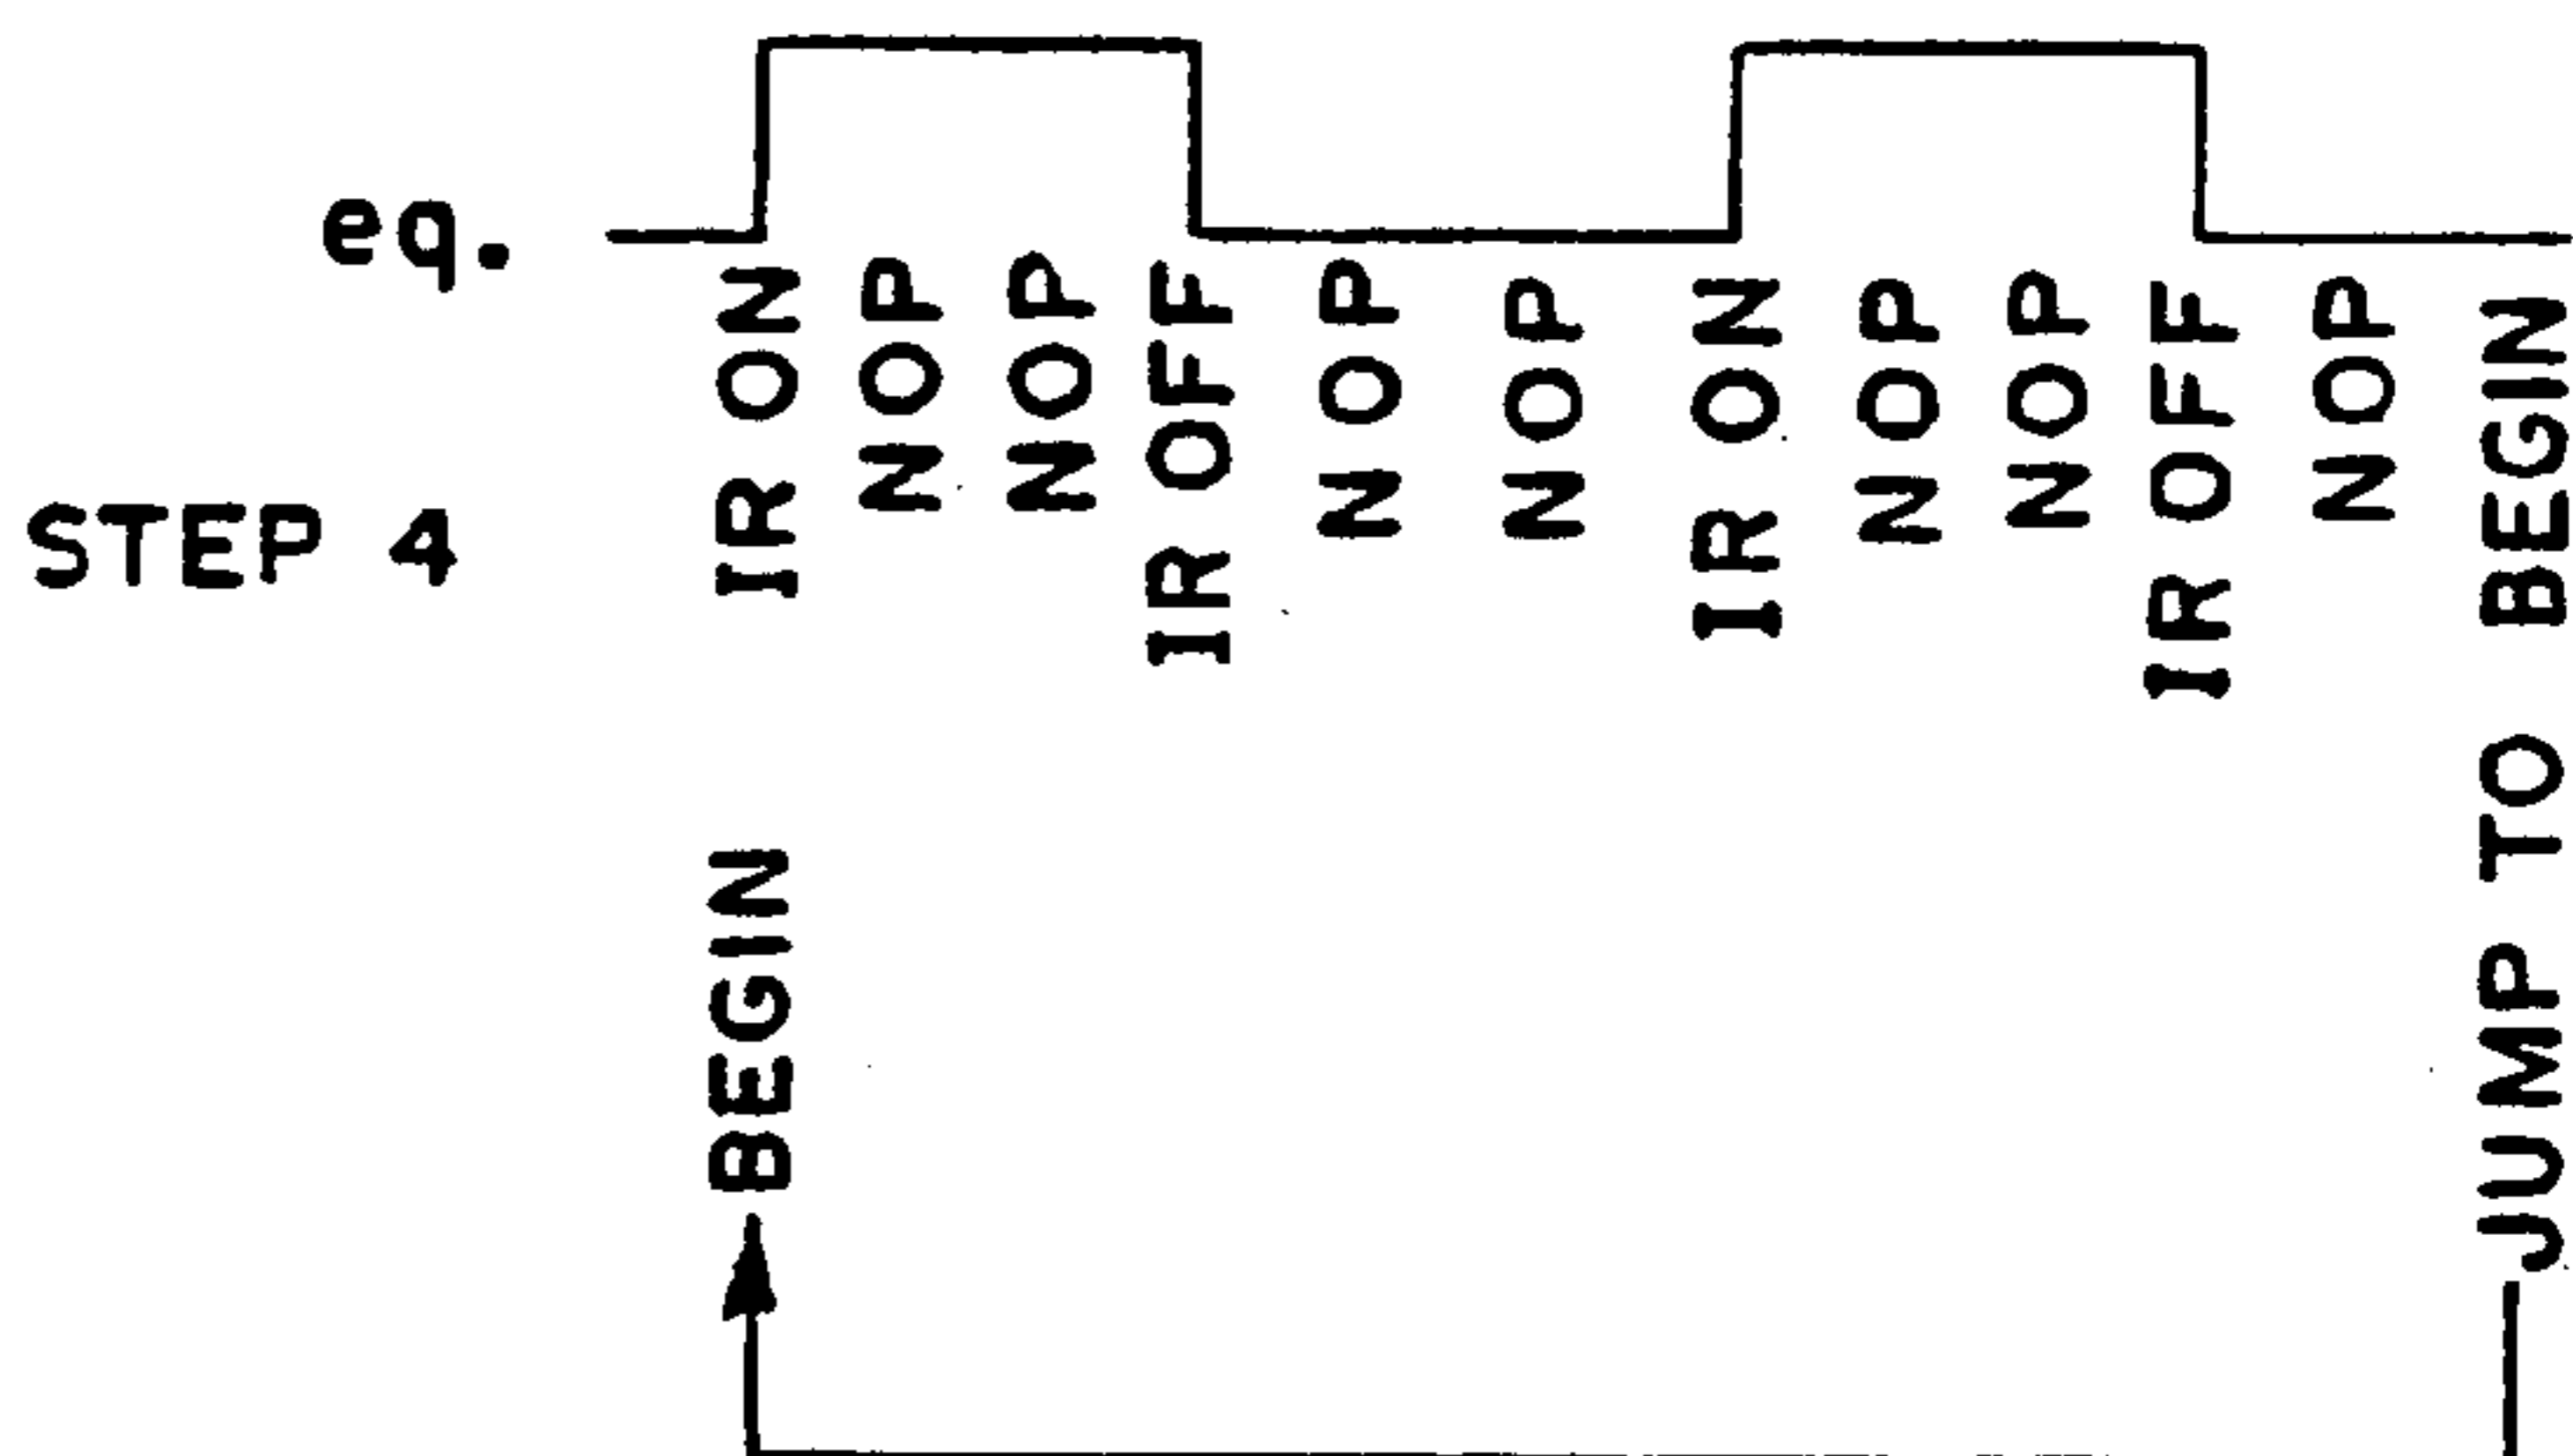 eq.
STEP 4
IR ON
NOP
NOP
IR OFF
NOP
NOP
IR ON
NOP
NOP
IR OFF
NOP
JUMP TO BEGIN
BEGIN